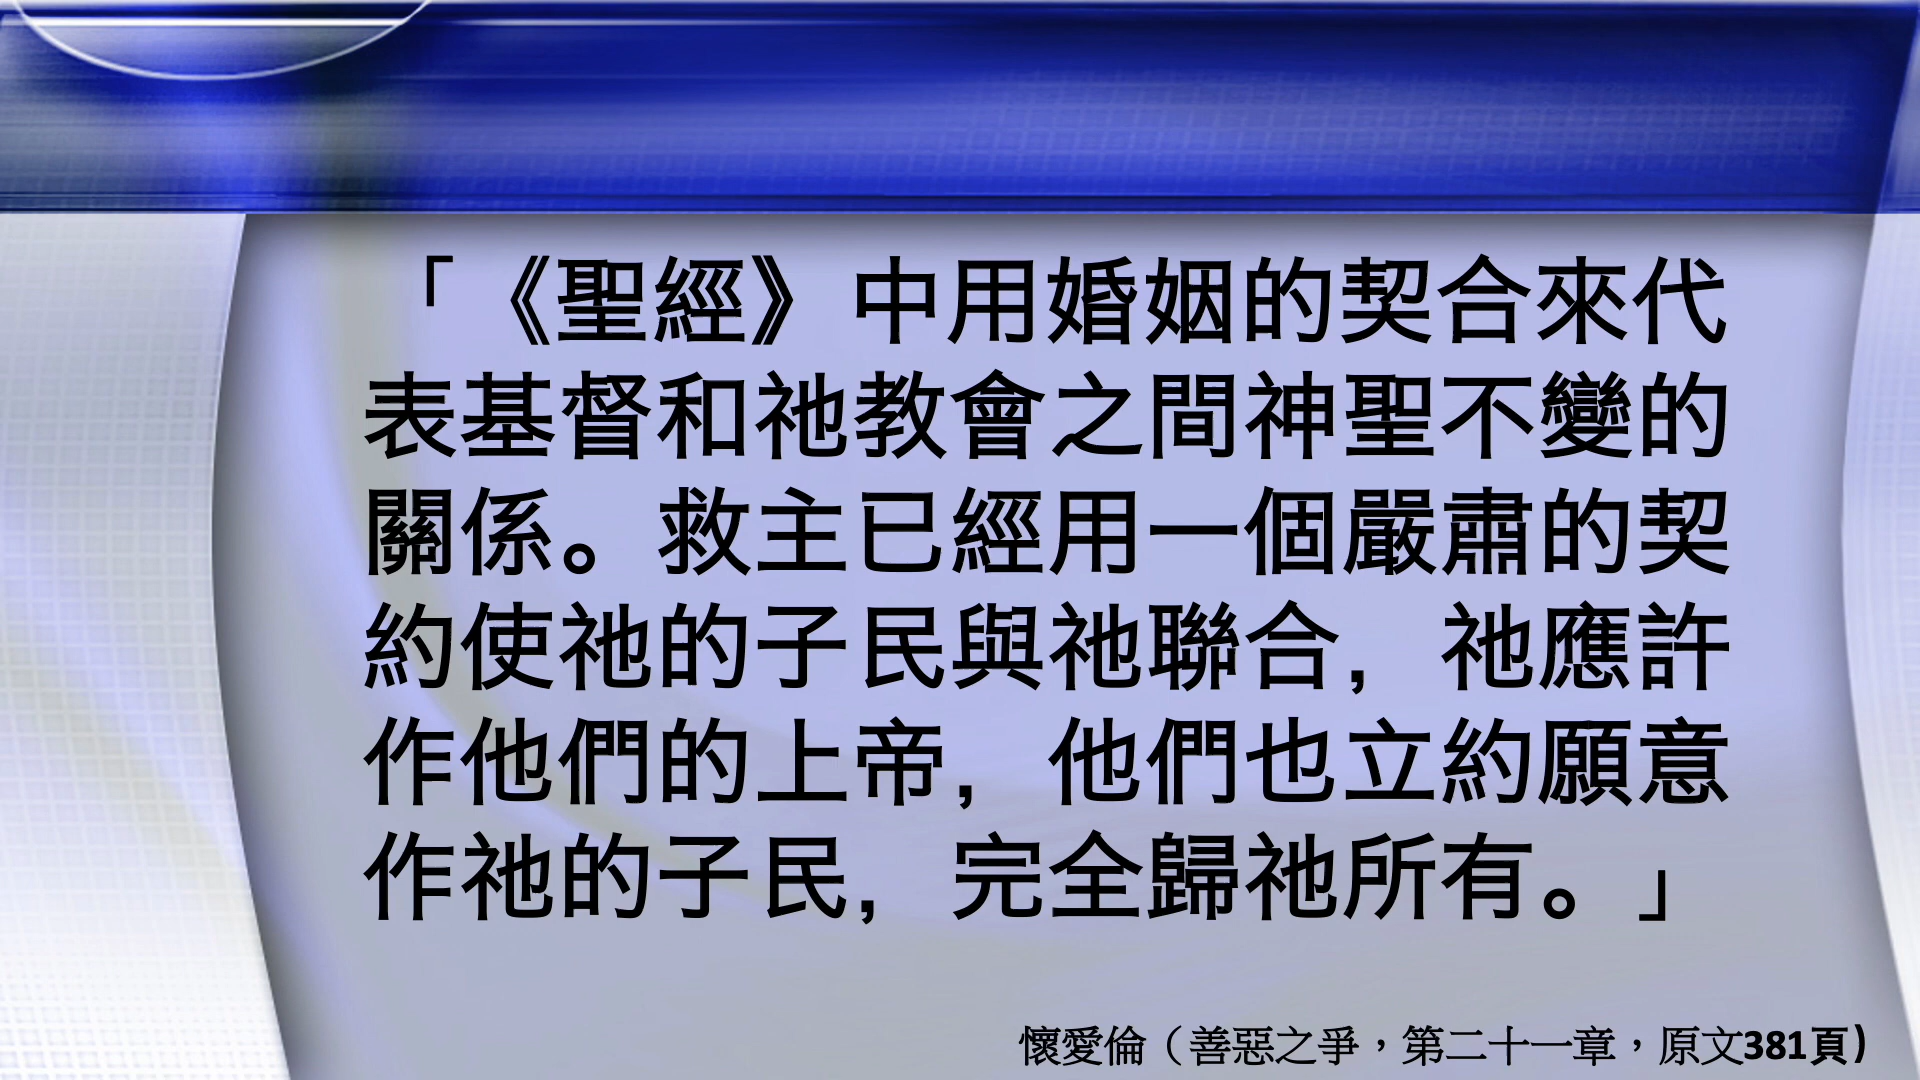 「《聖經》中用婚姻的契合來代
表基督和祂教會之間神聖不變的
關係。救主已經用一個嚴肅的契
約使祂的子民與祂聯合，祂應許
作他們的上帝，他們也立約願意
作祂的子民，完全歸祂所有。」
懷愛倫（善惡之爭，第二十一章，原文381頁）